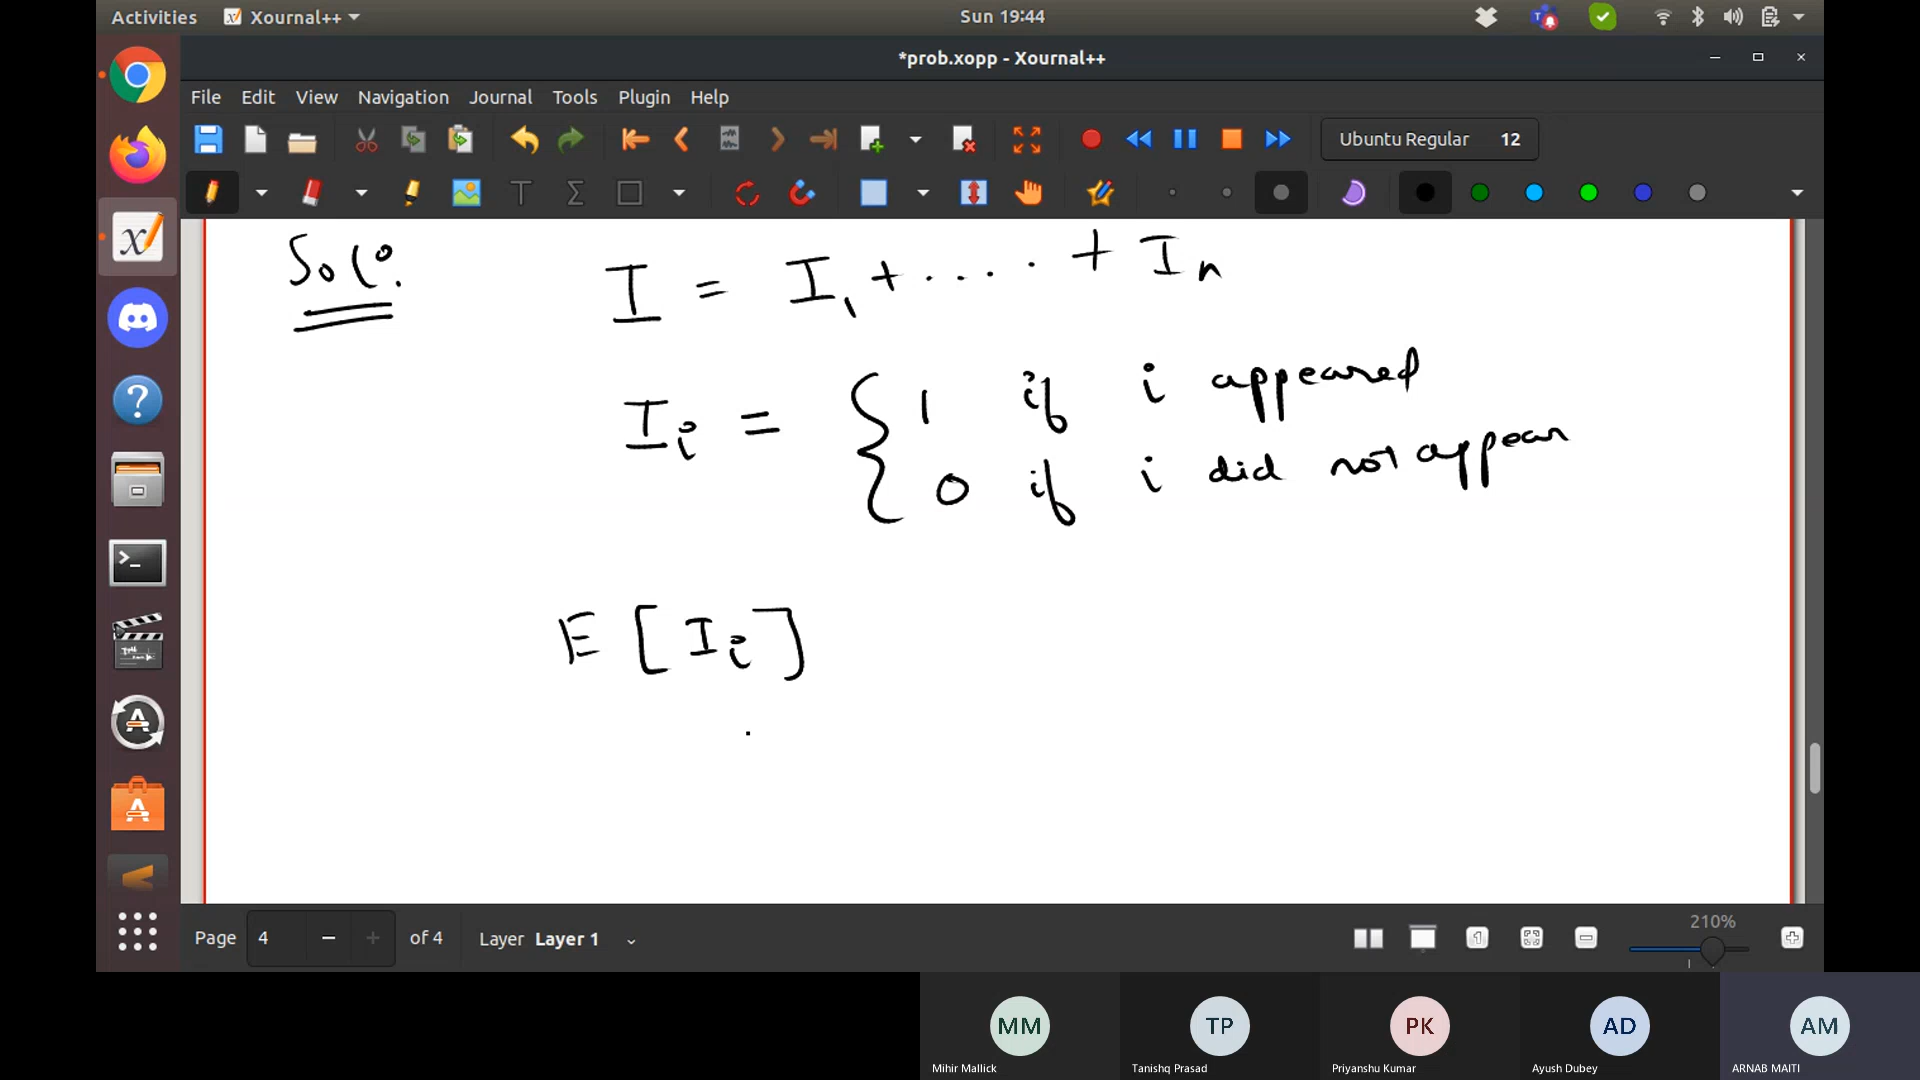 Activities Xournal++ Sun 19:44
*prob.xopp - Xournal++
File Edit View Navigation Journal Tools Plugin Help
Ubuntu Regular 12
Solº.
I = I₁ + ..... + Iₙ
Iᵢ = { 1 if i appeared
0 if i did not appear
E [Iᵢ]
Page 4 of 4 Layer Layer 1 210%
MM TP PK AD AM
Mihir Mallick Tanishq Prasad Priyanshu Kumar Ayush Dubey ARNAB MAITI